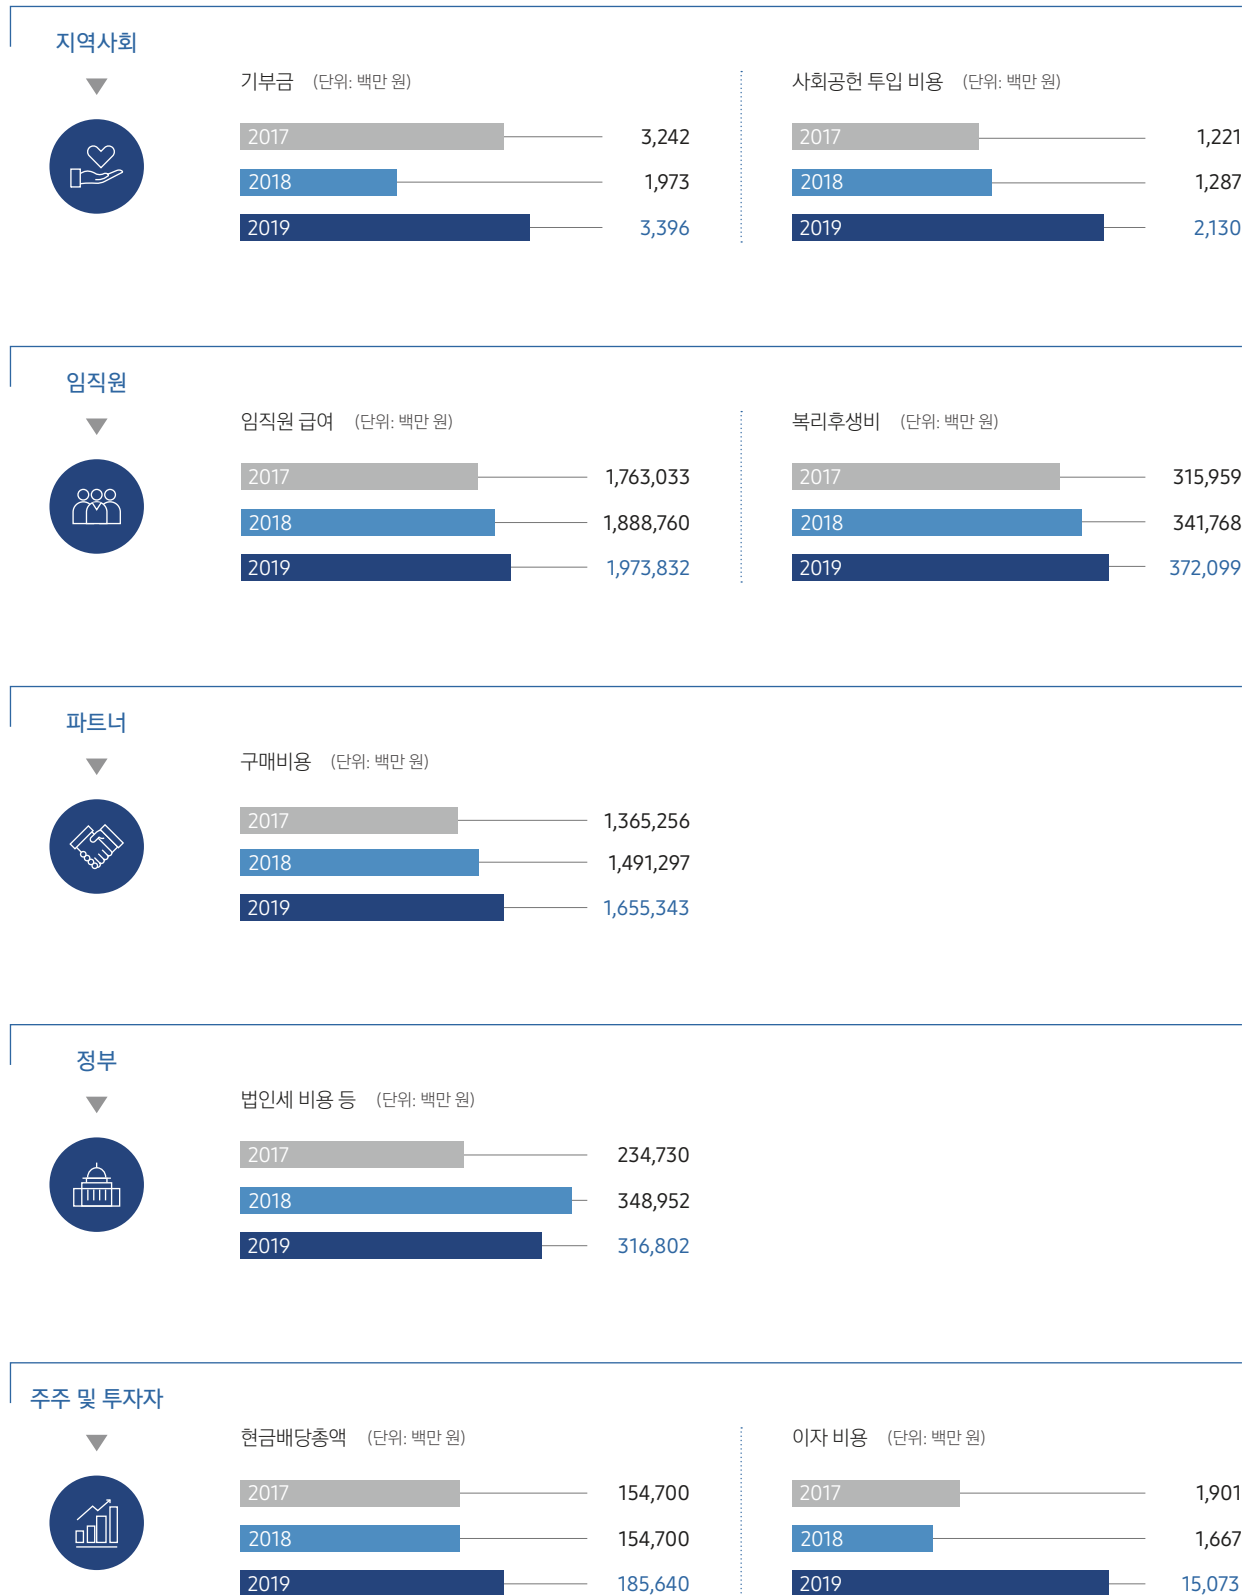 지역사회
기부금 (단위: 백만 원)
2017 3,242
2018 1,973
2019 3,396
사회공헌 투입 비용 (단위: 백만 원)
2017 1,221
2018 1,287
2019 2,130
임직원
임직원 급여 (단위: 백만 원)
2017 1,763,033
2018 1,888,760
2019 1,973,832
복리후생비 (단위: 백만 원)
2017 315,959
2018 341,768
2019 372,099
파트너
구매비용 (단위: 백만 원)
2017 1,365,256
2018 1,491,297
2019 1,655,343
정부
법인세 비용 등 (단위: 백만 원)
2017 234,730
2018 348,952
2019 316,802
주주 및 투자자
현금배당총액 (단위: 백만 원)
2017 154,700
2018 154,700
2019 185,640
이자 비용 (단위: 백만 원)
2017 1,901
2018 1,667
2019 15,073